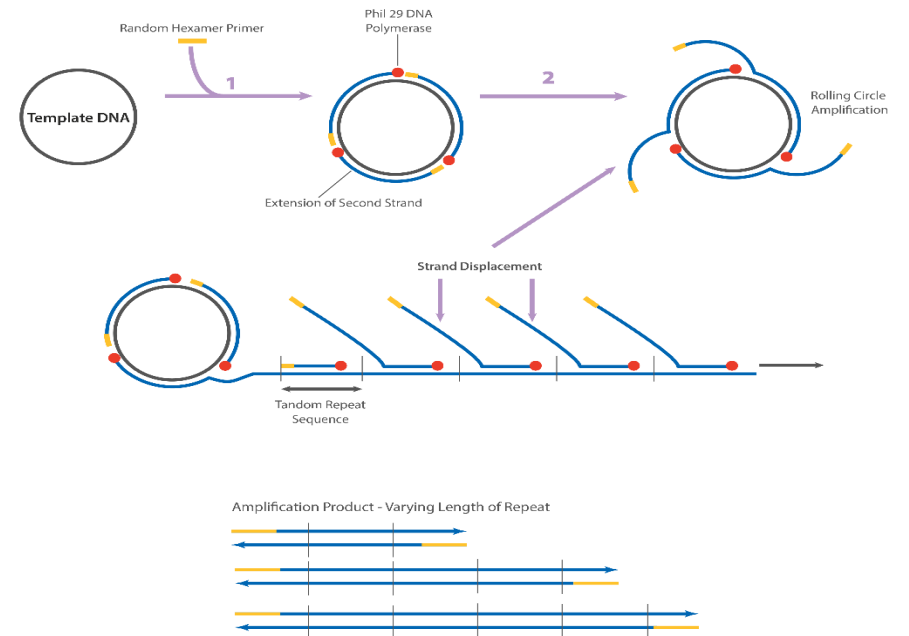 Random Hexamer Primer
Phil 29 DNA
Polymerase
1
2
Template DNA
Rolling Circle
Amplification
Extension of Second Strand
Strand Displacement
Tandom Repeat
Sequence
Amplification Product - Varying Length of Repeat